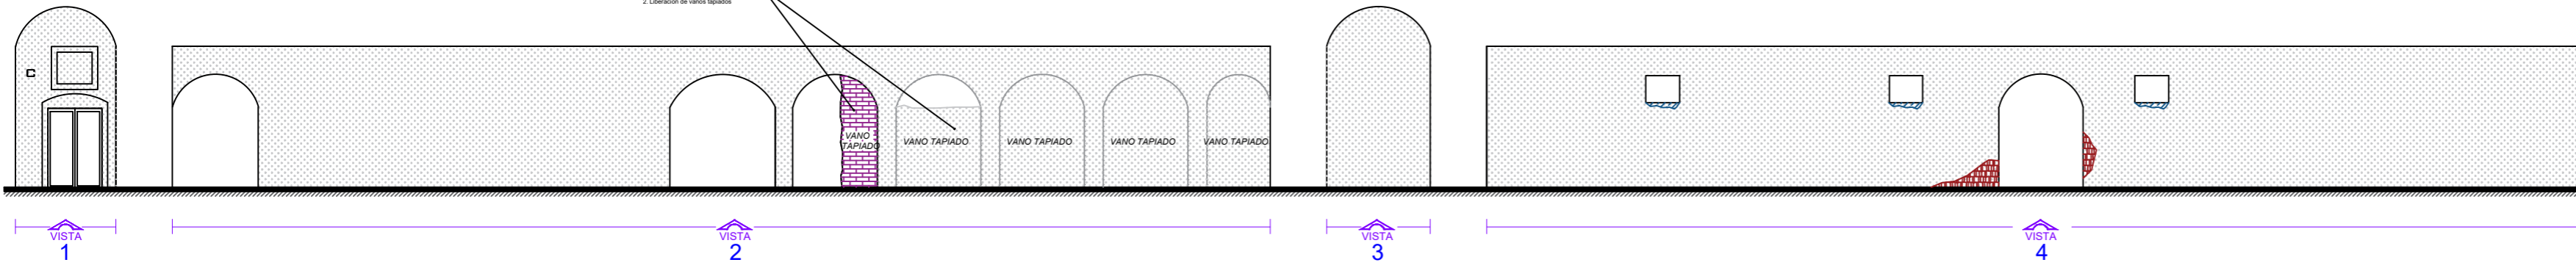 2. Liberación de vanos tapiados
C
VANO
TAPIADO
VANO TAPIADO
VANO TAPIADO
VANO TAPIADO
VANO TAPIADO
VISTA
1
VISTA
2
VISTA
3
VISTA
4